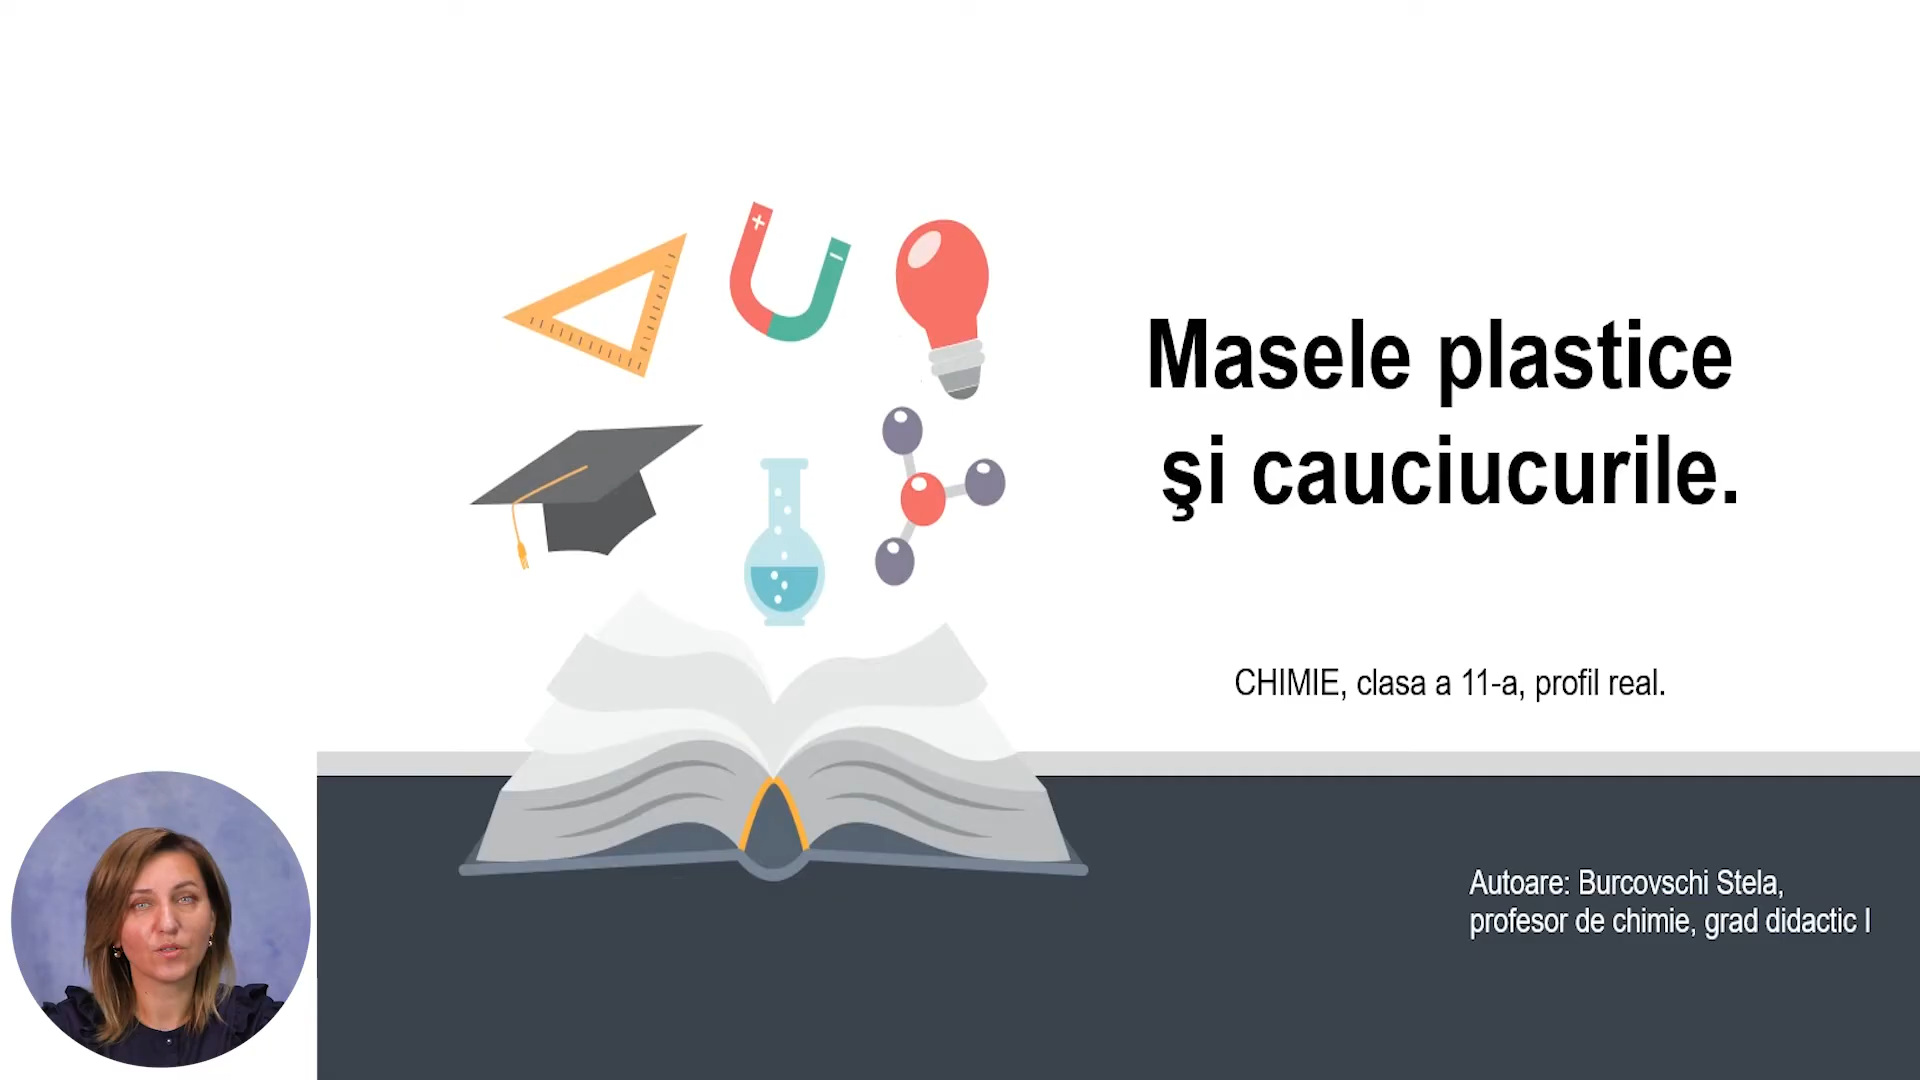 Masele plastice
şi cauciucurile.
CHIMIE, clasa a 11-a, profil real.
Autoare: Burcovschi Stela,
profesor de chimie, grad didactic I